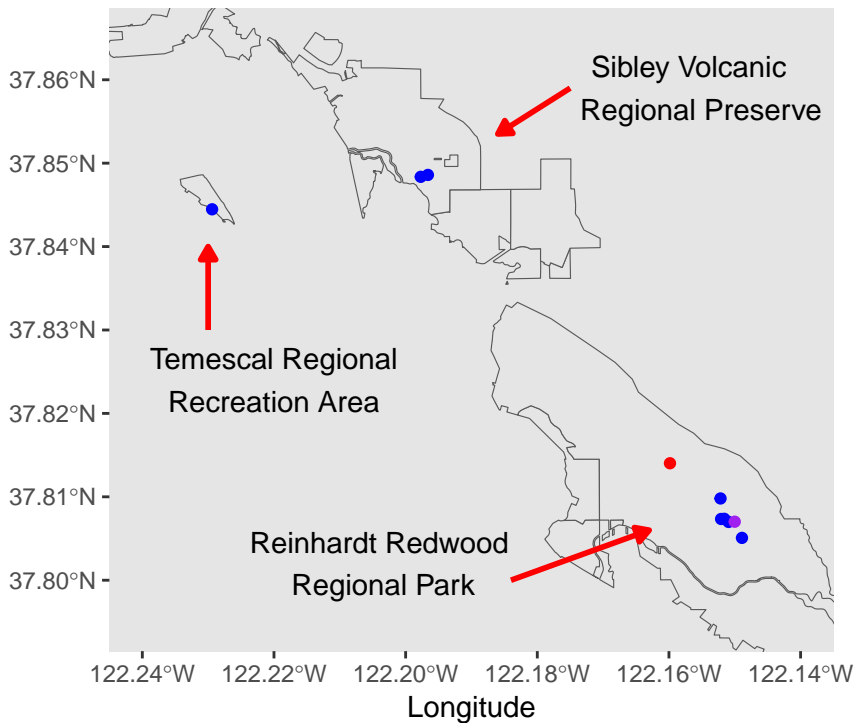 37.86°N
37.85°N
37.84°N
37.83°N
37.82°N
37.81°N
37.80°N
Sibley Volcanic
Regional Preserve
Temescal Regional
Recreation Area
Reinhardt Redwood
Regional Park
122.24°W 122.22°W 122.20°W 122.18°W 122.16°W 122.14°W
Longitude